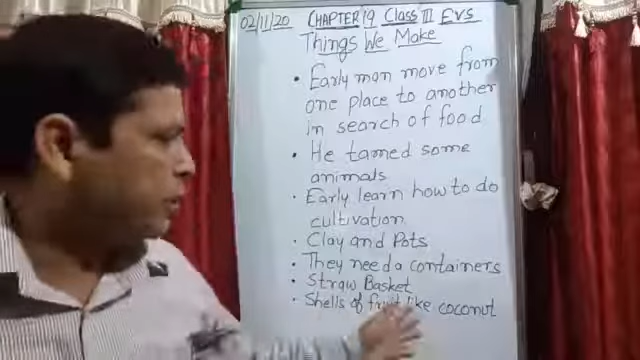 02/11/20 CHAPTER 19 Class III EVS
Things We Make
• Early man move from
one place to another
in search of food
• He tamed some
animals
• Early learn how to do
cultivation
• Clay and Pots
• They need a containers
• Straw Basket
• Shells of fruit like coconut